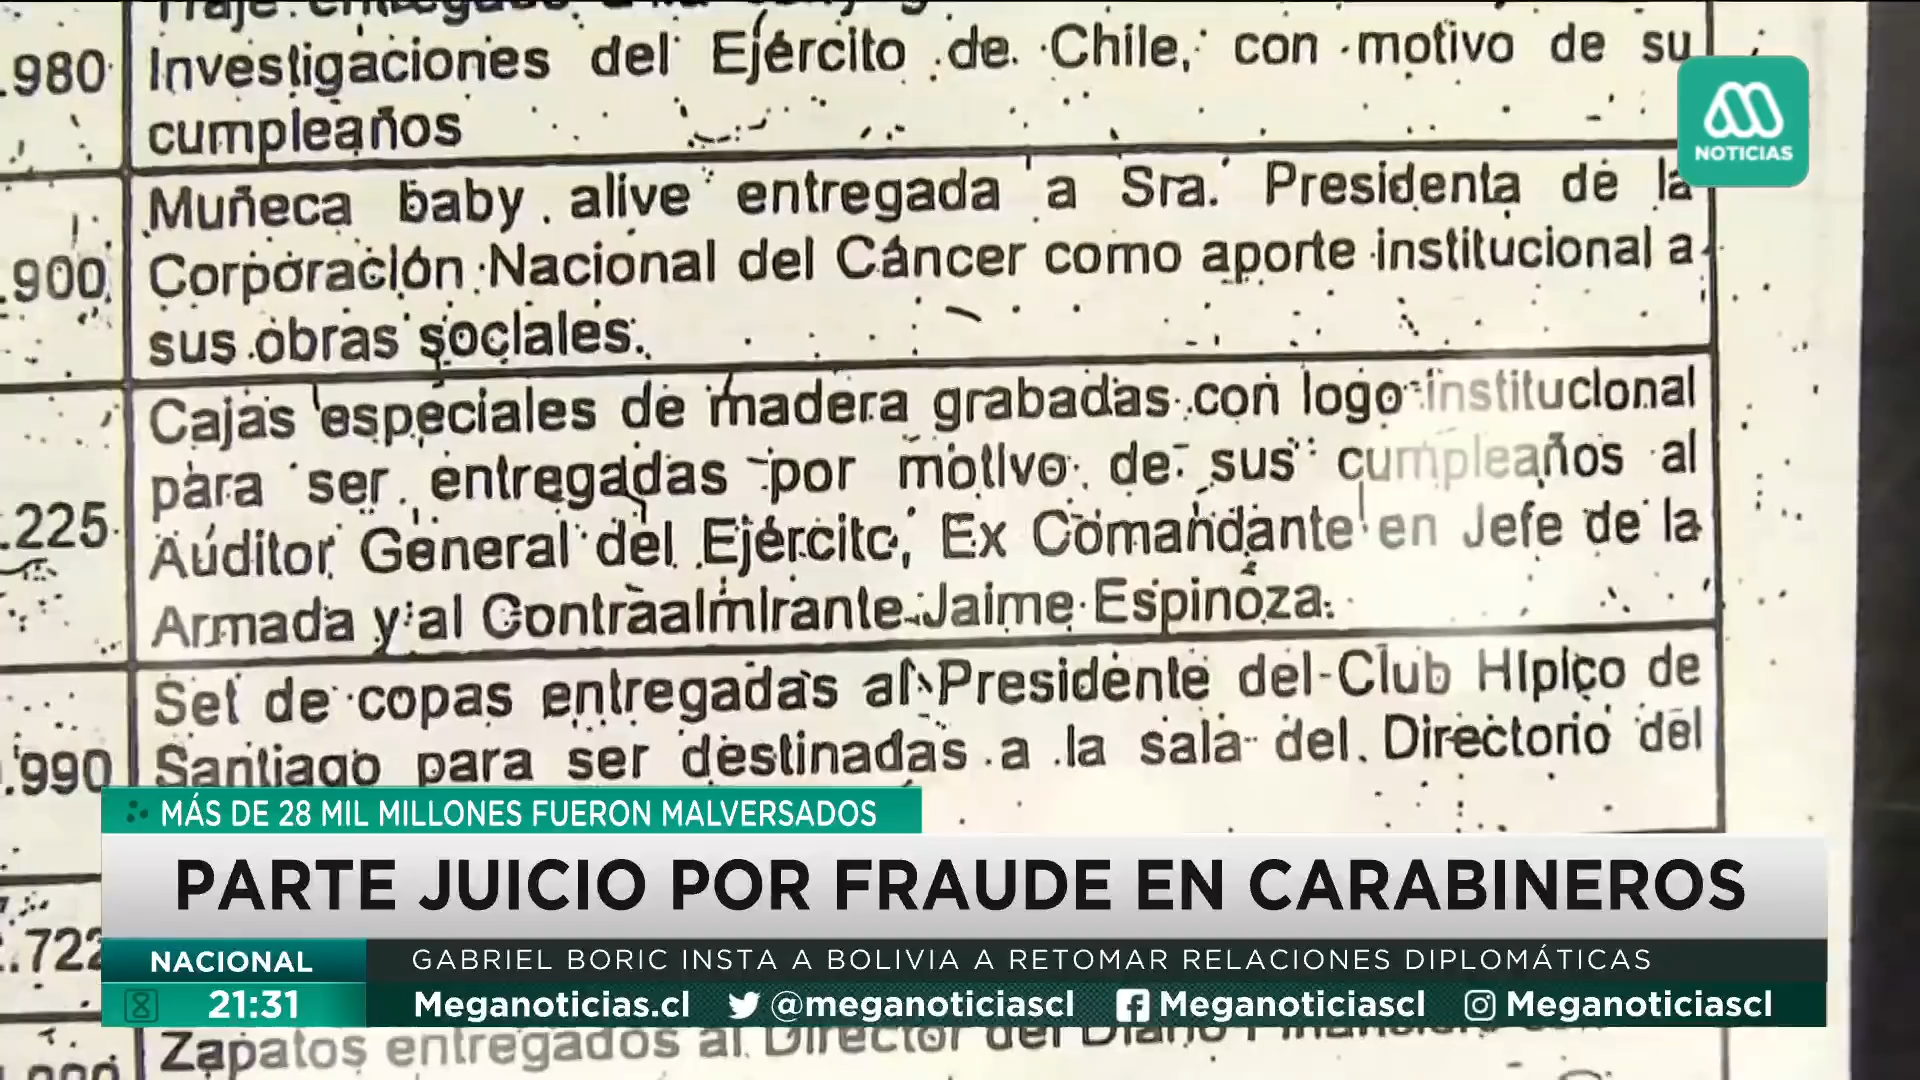 Traje entregado a la
.980 Investigaciones del Ejército de Chile, con motivo de su
cumpleaños
NOTICIAS
Muñeca baby alive entregada a Sra. Presidenta de la
.900 Corporación Nacional del Cáncer como aporte institucional a
sus obras sociales.
Cajas especiales de madera grabadas con logo institucional
para ser entregadas por motivo de sus cumpleaños al
.225 Auditor General del Ejército, Ex Comandante en Jefe de la
Armada y al Contraalmirante Jaime Espinoza.
Set de copas entregadas al Presidente del Club Hípico de
.990 Santiago para ser destinadas a la sala del Directorio del
MÁS DE 28 MIL MILLONES FUERON MALVERSADOS
PARTE JUICIO POR FRAUDE EN CARABINEROS
.722
NACIONAL GABRIEL BORIC INSTA A BOLIVIA A RETOMAR RELACIONES DIPLOMÁTICAS
21:31 Meganoticias.cl @meganoticiascl Meganoticiascl Meganoticiascl
Zapatos entregados al Director del Diario Financiero